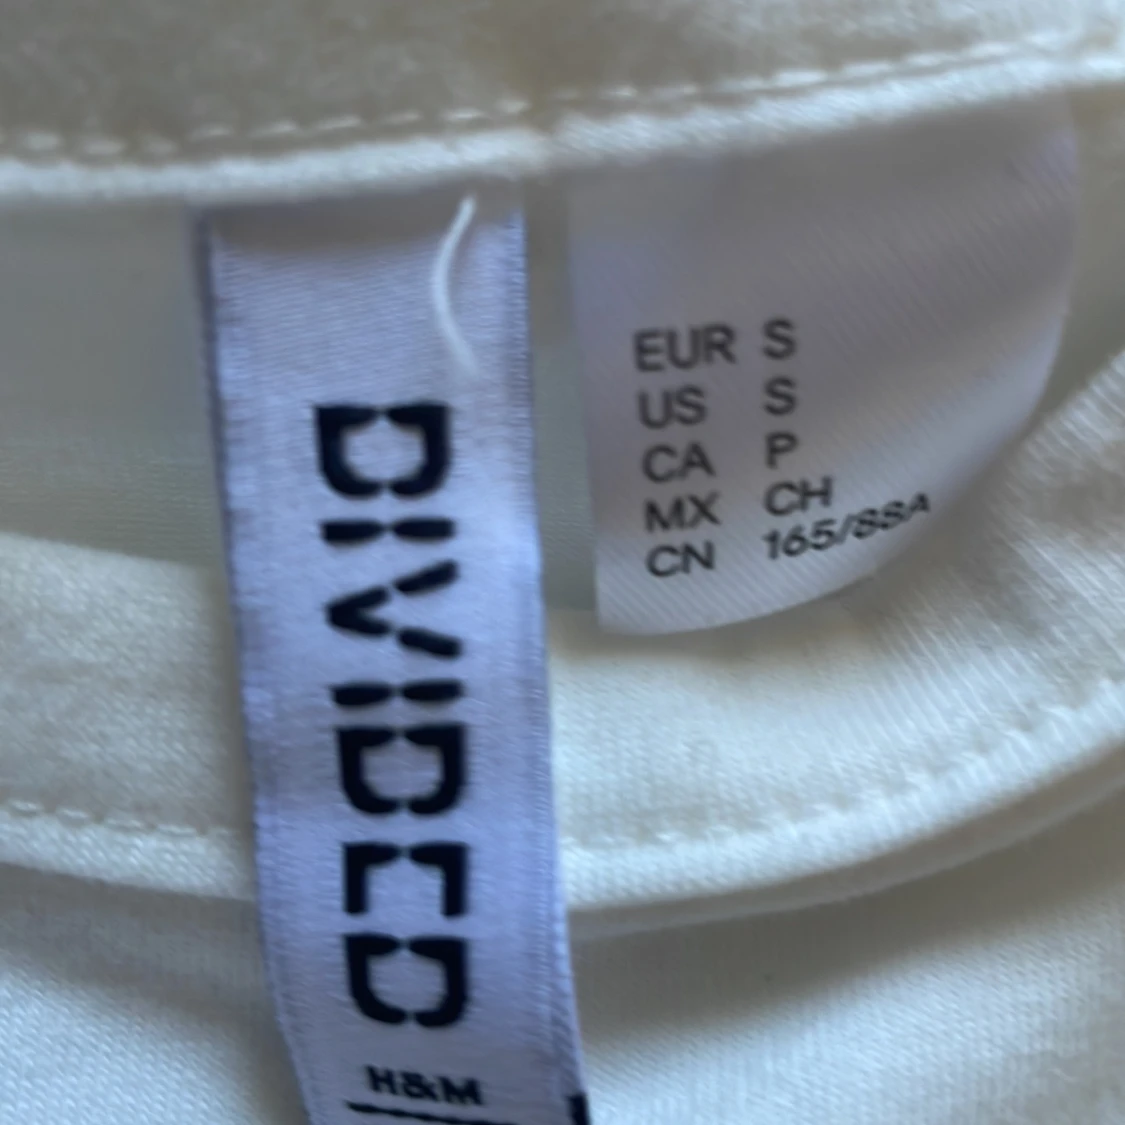 DIVIDED
H&M
EUR S
US S
CA P
MX CH
CN 165/88A